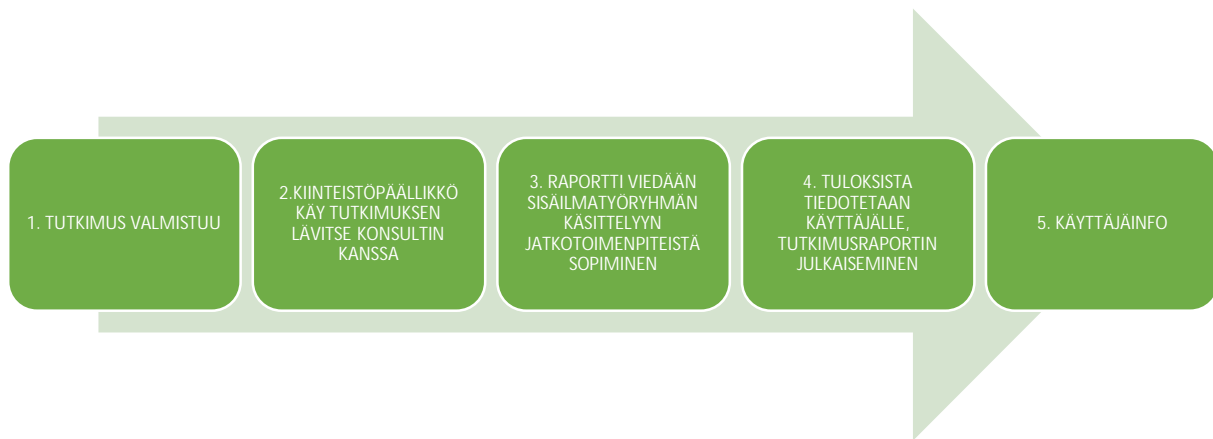 1. TUTKIMUS VALMISTUU
2.KIINTEISTÖPÄÄLLIKKÖ
KÄY TUTKIMUKSEN
LÄVITSE KONSULTIN
KANSSA
3. RAPORTTI VIEDÄÄN
SISÄILMATYÖRYHMÄN
KÄSITTELYYN
JATKOTOIMENPITEISTÄ
SOPIMINEN
4. TULOKSISTA
TIEDOTETAAN
KÄYTTÄJÄLLE,
TUTKIMUSRAPORTIN
JULKAISEMINEN
5. KÄYTTÄJÄINFO